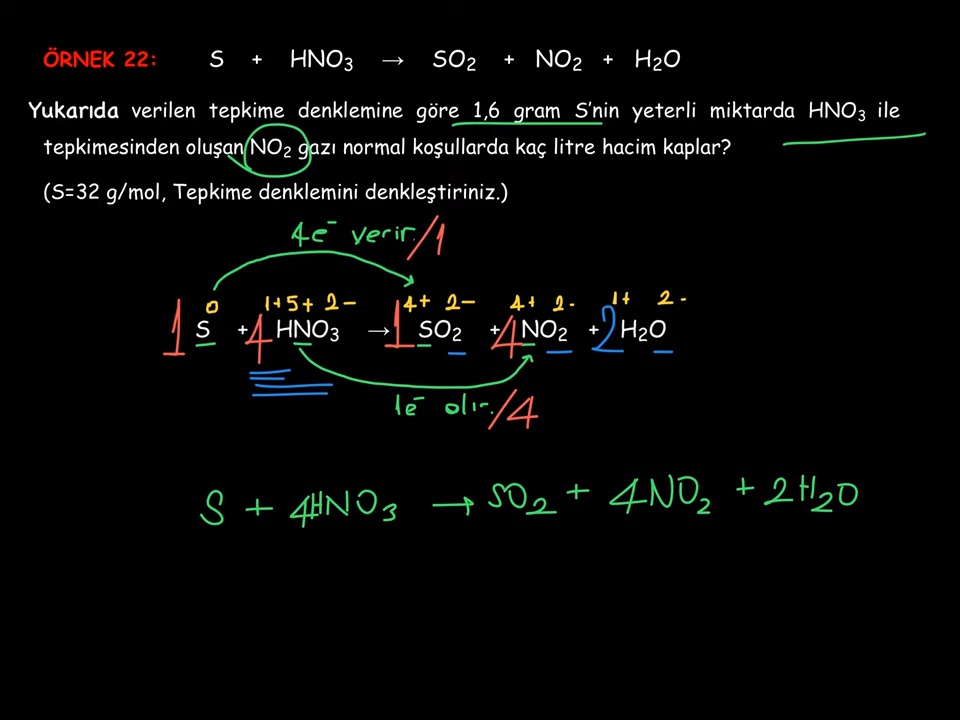 ÖRNEK 22: S + HNO₃ → SO₂ + NO₂ + H₂O
Yukarıda verilen tepkime denklemine göre 1,6 gram S'nin yeterli miktarda HNO₃ ile
tepkimesinden oluşan NO₂ gazı normal koşullarda kaç litre hacim kaplar?
(S=32 g/mol, Tepkime denklemini denkleştiriniz.)
4e⁻ verir. /1
0 1+ 5+ 2- 4+ 2- 4+ 2- 1+ 2-
1 S + 4 HNO₃ → 1 SO₂ + 4 NO₂ + 2 H₂O
1e⁻ alır. /4
S + 4HNO₃ → SO₂ + 4NO₂ + 2H₂O